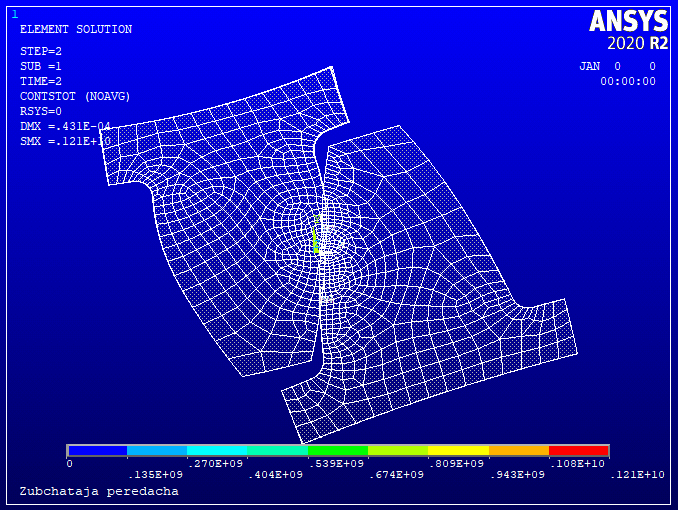 1
ANSYS
2020 R2
ELEMENT SOLUTION
STEP=2
SUB =1
TIME=2
CONTSTOT (NOAVG)
RSYS=0
DMX =.431E-04
SMX =.121E+10
JAN 0 0
00:00:00
0 .270E+09 .539E+09 .809E+09 .108E+10
.135E+09 .404E+09 .674E+09 .943E+09 .121E+10
Zubchataja peredacha